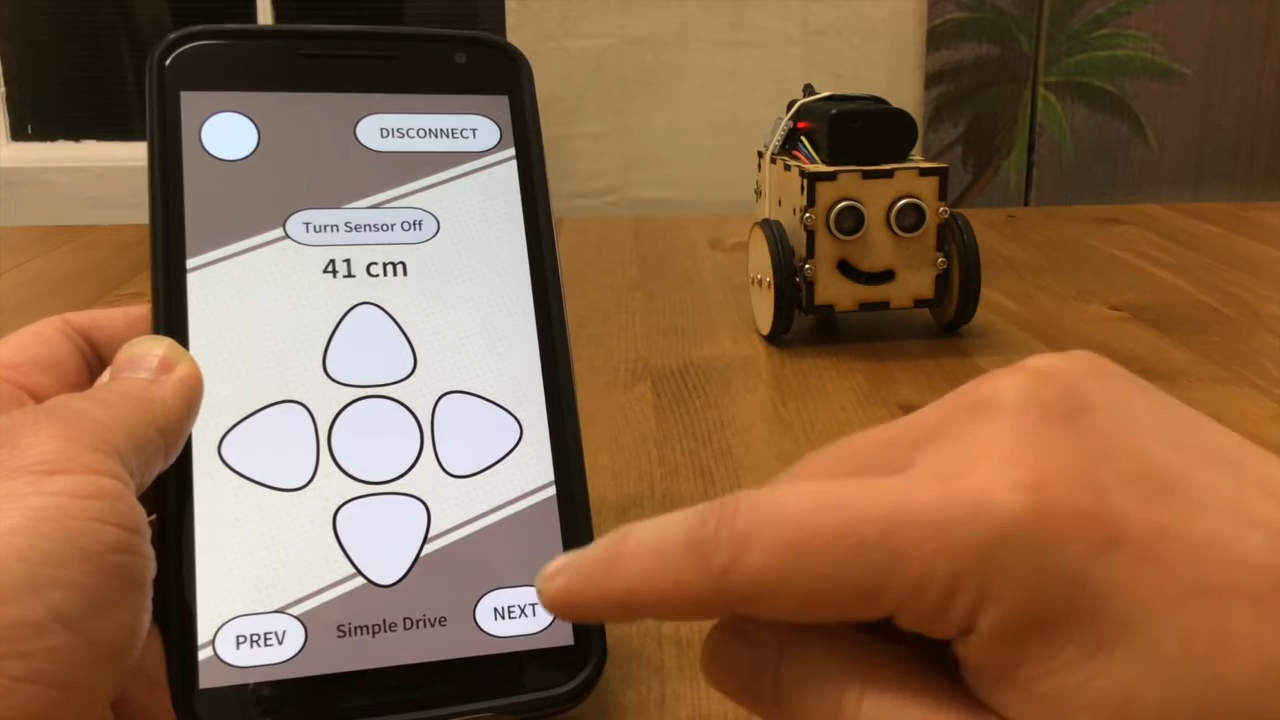 DISCONNECT
Turn Sensor Off
41 cm
PREV
Simple Drive
NEXT